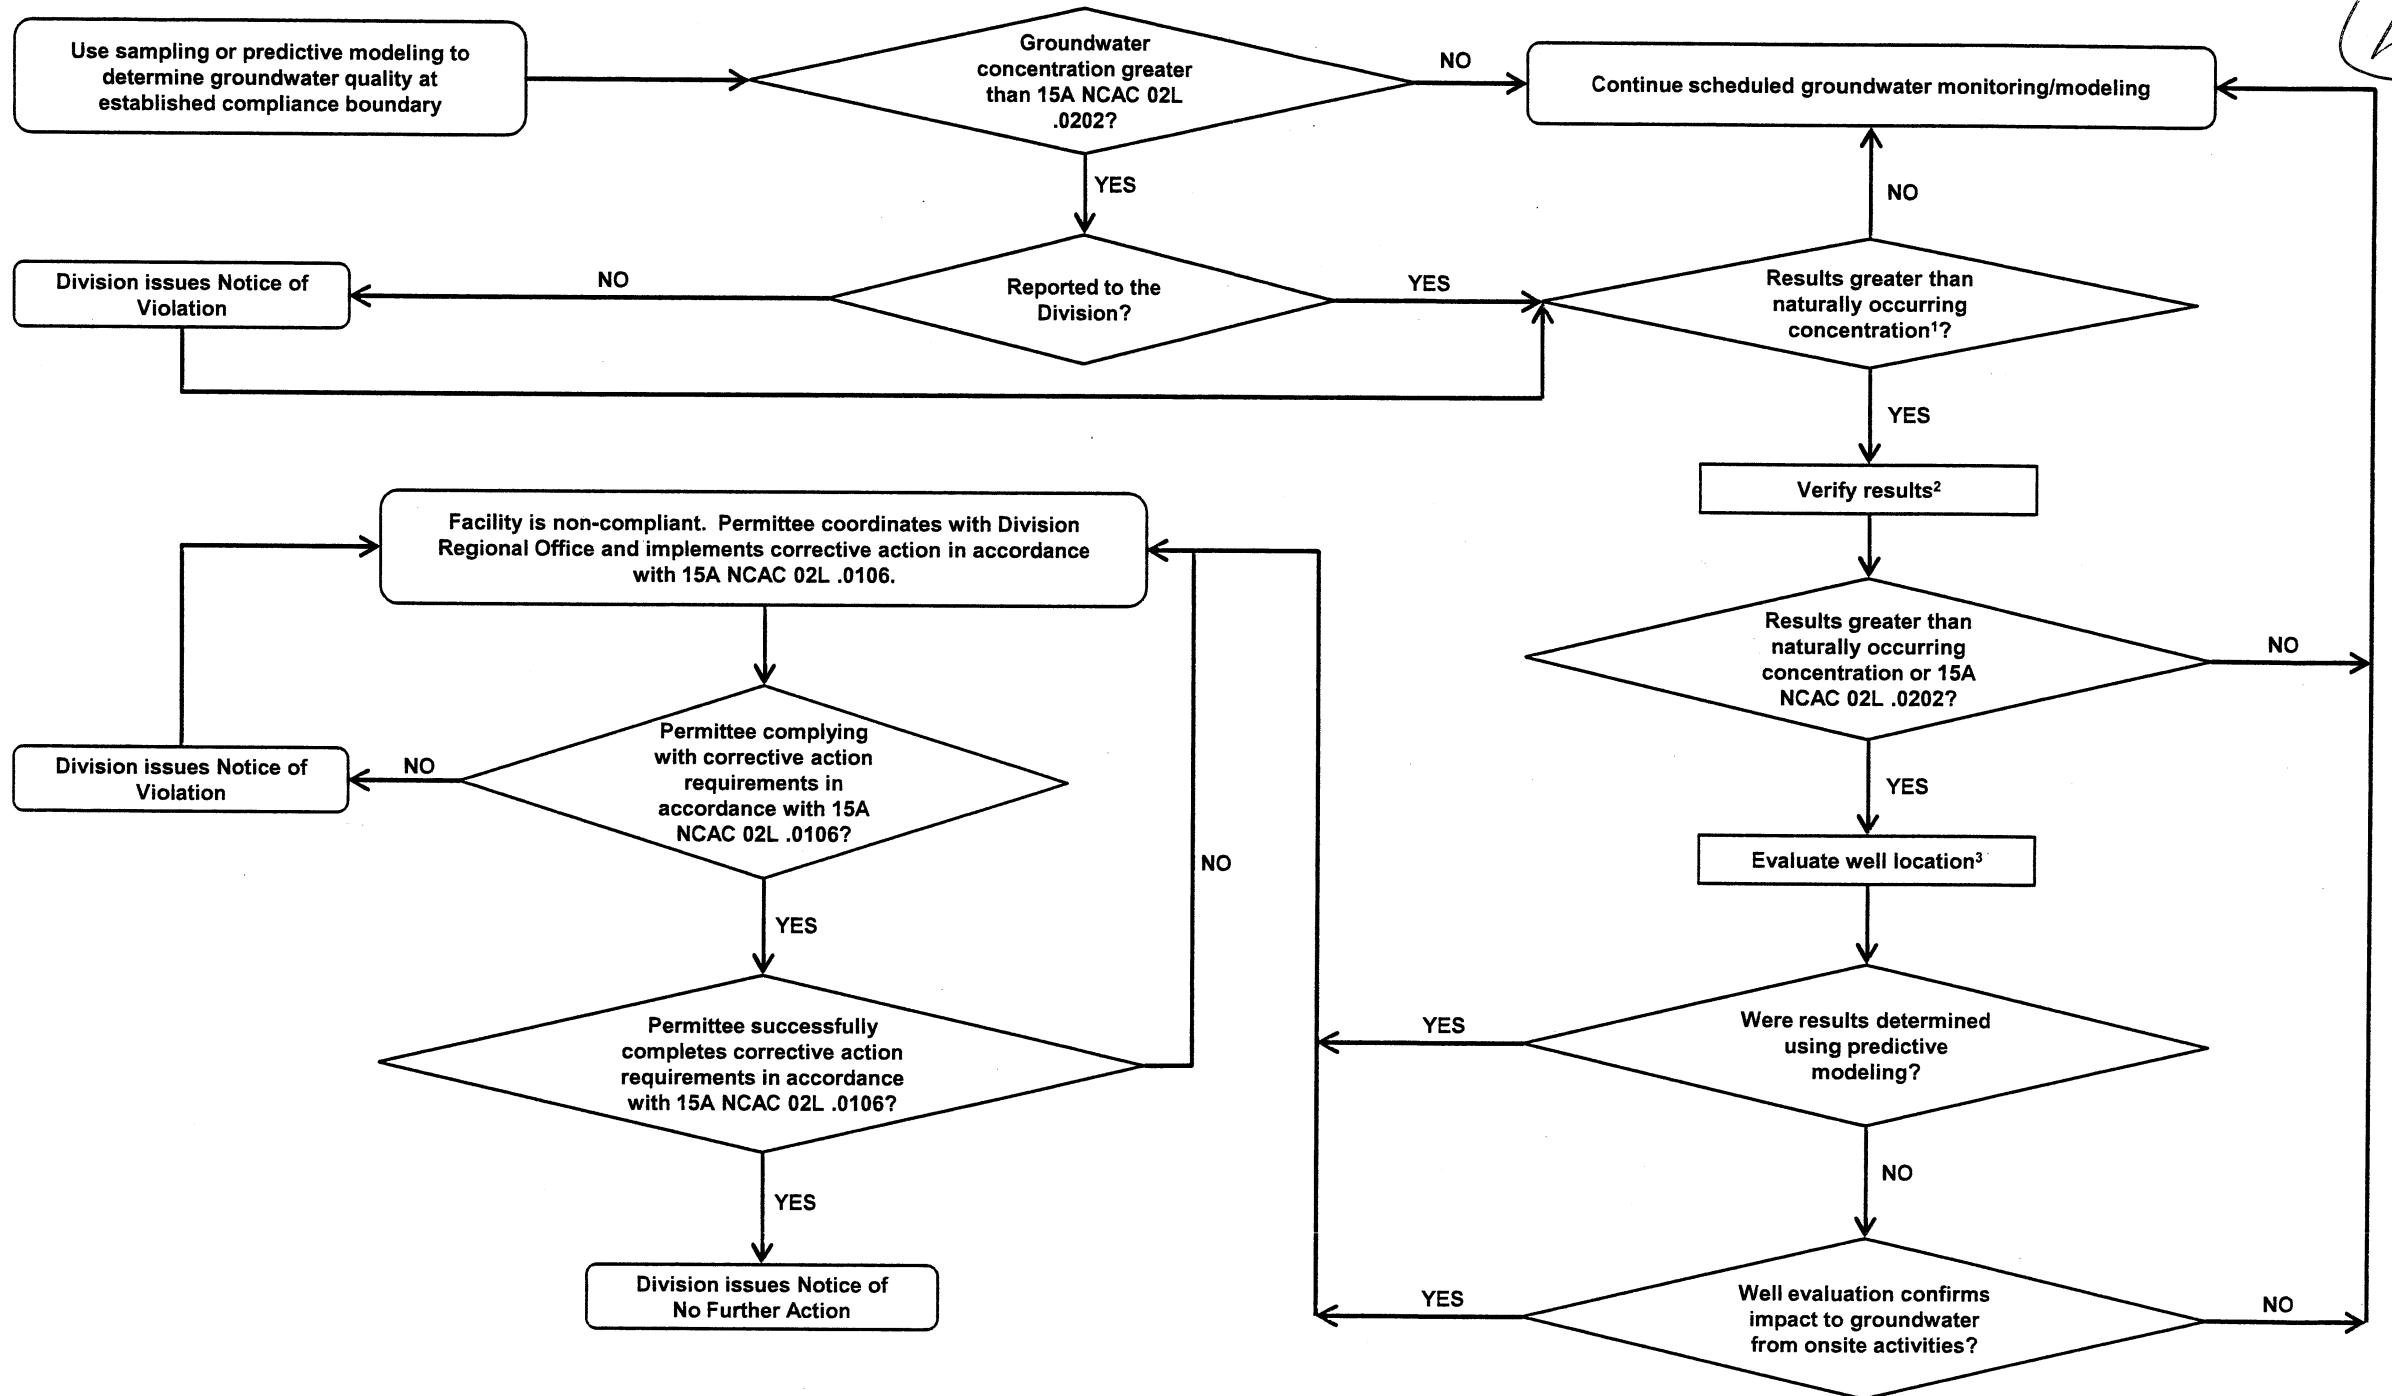 Use sampling or predictive modeling to
determine groundwater quality at
established compliance boundary
Groundwater
concentration greater
than 15A NCAC 02L
.0202?
NO
Continue scheduled groundwater monitoring/modeling
YES
NO
Division issues Notice of
Violation
NO
Reported to the
Division?
YES
Results greater than
naturally occurring
concentration¹?
YES
Verify results²
Facility is non-compliant. Permittee coordinates with Division
Regional Office and implements corrective action in accordance
with 15A NCAC 02L .0106.
Results greater than
naturally occurring
concentration or 15A
NCAC 02L .0202?
NO
Division issues Notice of
Violation
NO
Permittee complying
with corrective action
requirements in
accordance with 15A
NCAC 02L .0106?
YES
NO
Evaluate well location³
YES
Permittee successfully
completes corrective action
requirements in accordance
with 15A NCAC 02L .0106?
YES
Were results determined
using predictive
modeling?
NO
YES
Division issues Notice of
No Further Action
YES
Well evaluation confirms
impact to groundwater
from onsite activities?
NO